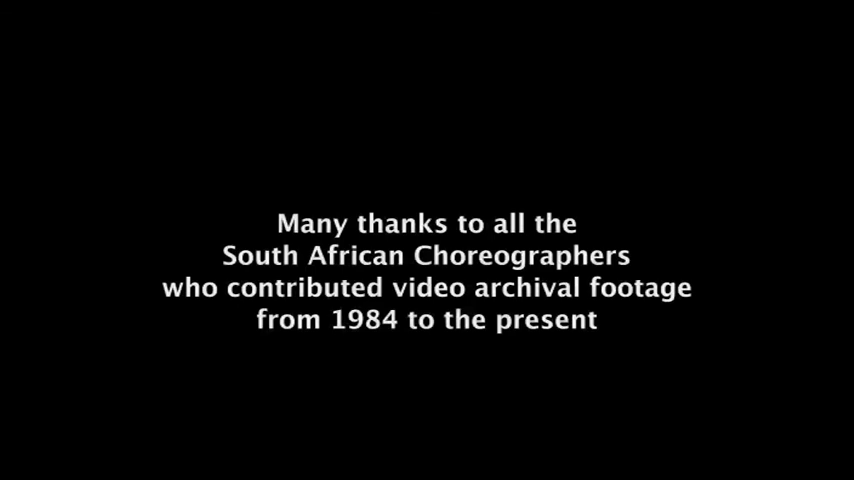 Many thanks to all the
South African Choreographers
who contributed video archival footage
from 1984 to the present